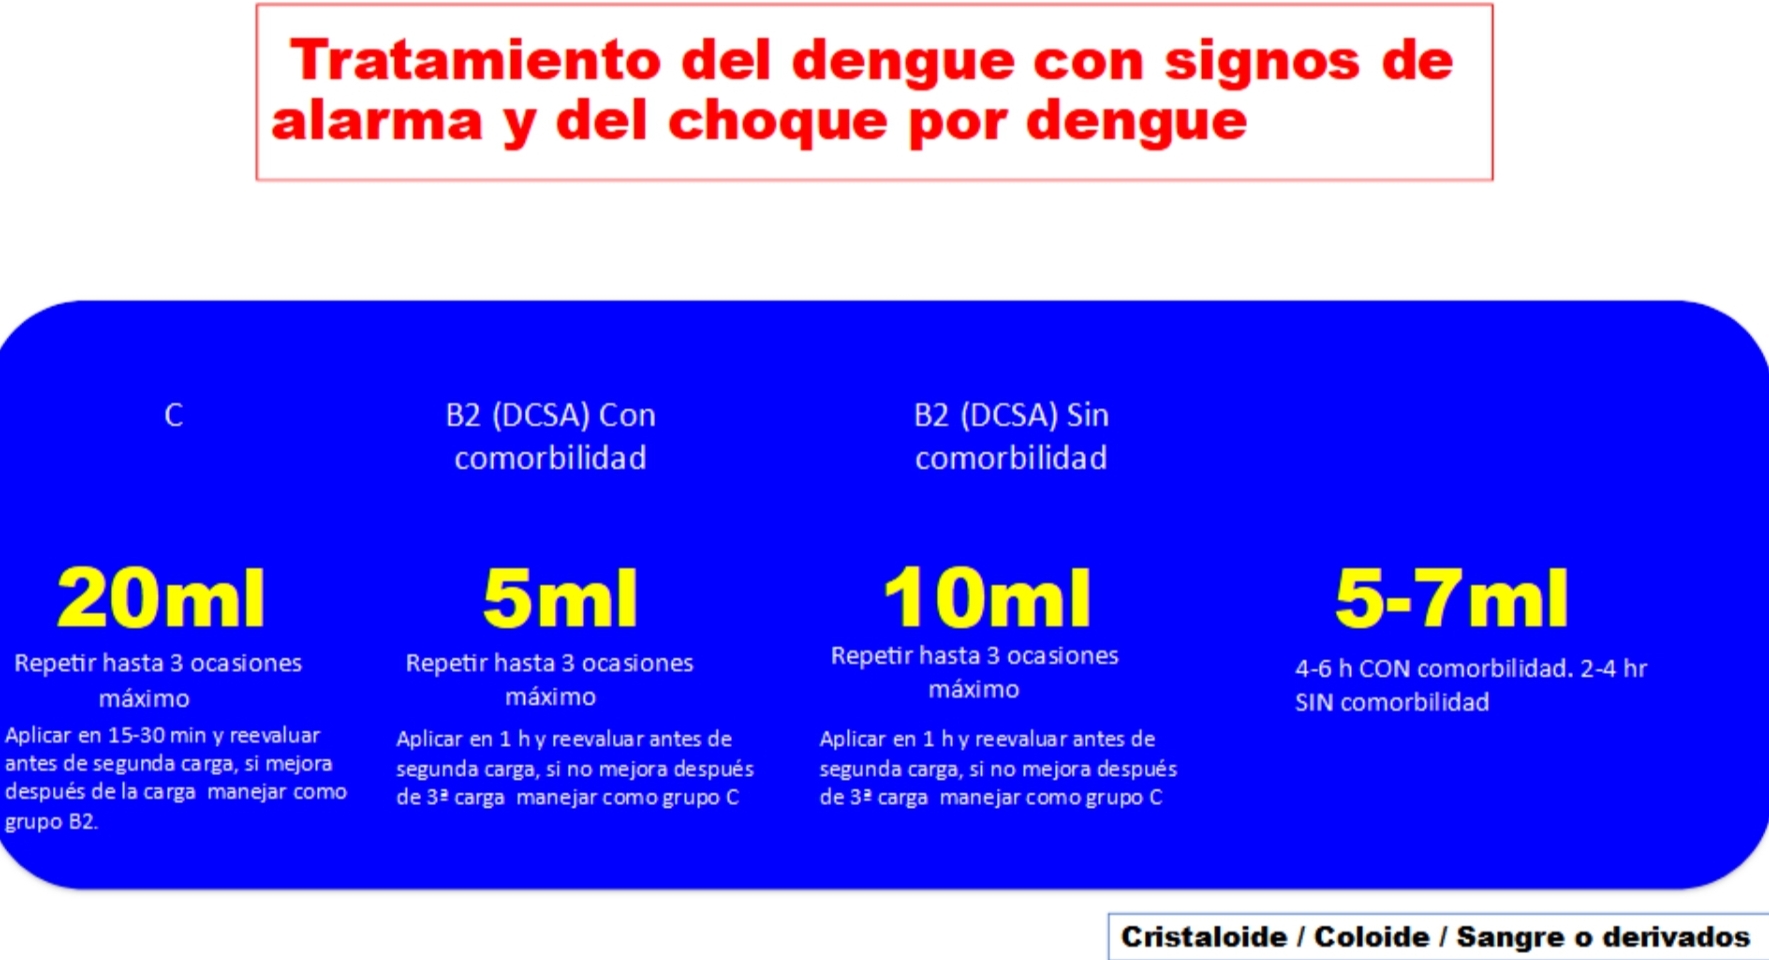 Tratamiento del dengue con signos de
alarma y del choque por dengue
C
B2 (DCSA) Con
comorbilidad
B2 (DCSA) Sin
comorbilidad
20ml
Repetir hasta 3 ocasiones
máximo
Aplicar en 15-30 min y reevaluar
antes de segunda carga, si mejora
después de la carga manejar como
grupo B2.
5ml
Repetir hasta 3 ocasiones
máximo
Aplicar en 1 h y reevaluar antes de
segunda carga, si no mejora después
de 3ª carga manejar como grupo C
10ml
Repetir hasta 3 ocasiones
máximo
Aplicar en 1 h y reevaluar antes de
segunda carga, si no mejora después
de 3ª carga manejar como grupo C
5-7ml
4-6 h CON comorbilidad. 2-4 hr
SIN comorbilidad
Cristaloide / Coloide / Sangre o derivados